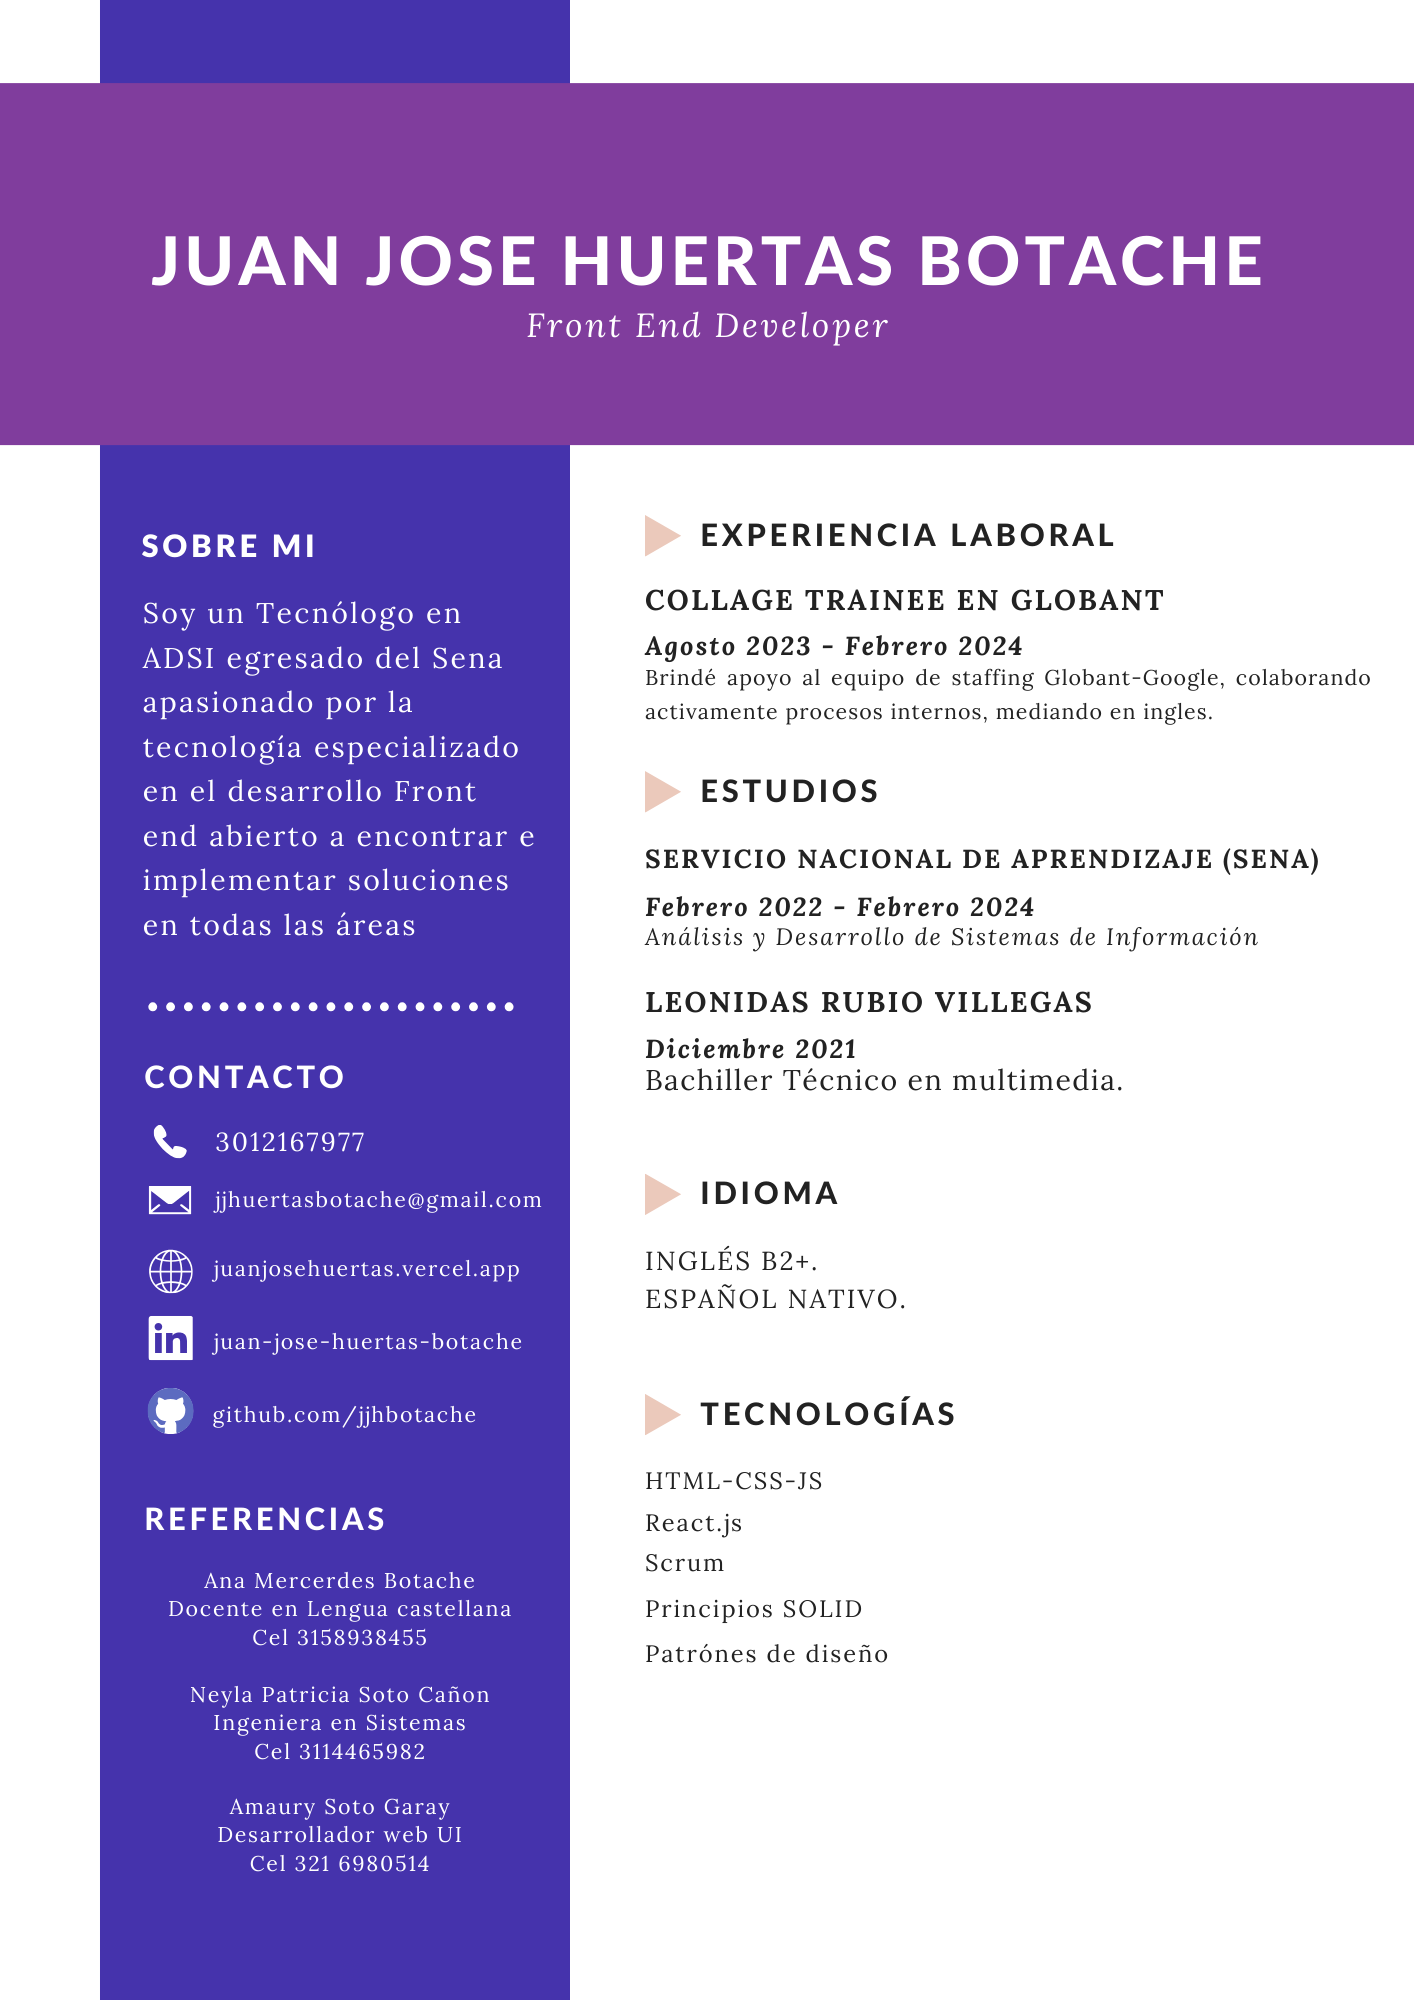 JUAN JOSE HUERTAS BOTACHE
Front End Developer
SOBRE MI
Soy un Tecnólogo en
ADSI egresado del Sena
apasionado por la
tecnología especializado
en el desarrollo Front
end abierto a encontrar e
implementar soluciones
en todas las áreas
CONTACTO
3012167977
jjhuertasbotache@gmail.com
juanjosehuertas.vercel.app
juan-jose-huertas-botache
github.com/jjhbotache
REFERENCIAS
Ana Mercerdes Botache
Docente en Lengua castellana
Cel 3158938455
Neyla Patricia Soto Cañon
Ingeniera en Sistemas
Cel 3114465982
Amaury Soto Garay
Desarrollador web UI
Cel 321 6980514
EXPERIENCIA LABORAL
COLLAGE TRAINEE EN GLOBANT
Agosto 2023 - Febrero 2024
Brindé apoyo al equipo de staffing Globant-Google, colaborando
activamente procesos internos, mediando en ingles.
ESTUDIOS
SERVICIO NACIONAL DE APRENDIZAJE (SENA)
Febrero 2022 - Febrero 2024
Análisis y Desarrollo de Sistemas de Información
LEONIDAS RUBIO VILLEGAS
Diciembre 2021
Bachiller Técnico en multimedia.
IDIOMA
INGLÉS B2+.
ESPAÑOL NATIVO.
TECNOLOGÍAS
HTML-CSS-JS
React.js
Scrum
Principios SOLID
Patrónes de diseño